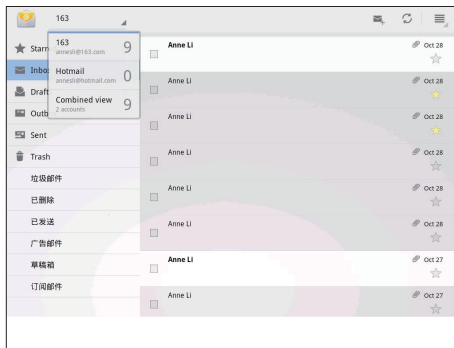 163
163
annesli@163.com
9
Hotmail
annesli@hotmail.com
0
Combined view
2 accounts
9
Starr
Inbo
Draft
Outb
Sent
Trash
垃圾邮件
已删除
已发送
广告邮件
草稿箱
订阅邮件
Anne Li
Oct 28
Anne Li
Oct 28
Anne Li
Oct 28
Anne Li
Oct 28
Anne Li
Oct 28
Anne Li
Oct 28
Anne Li
Oct 27
Anne Li
Oct 27